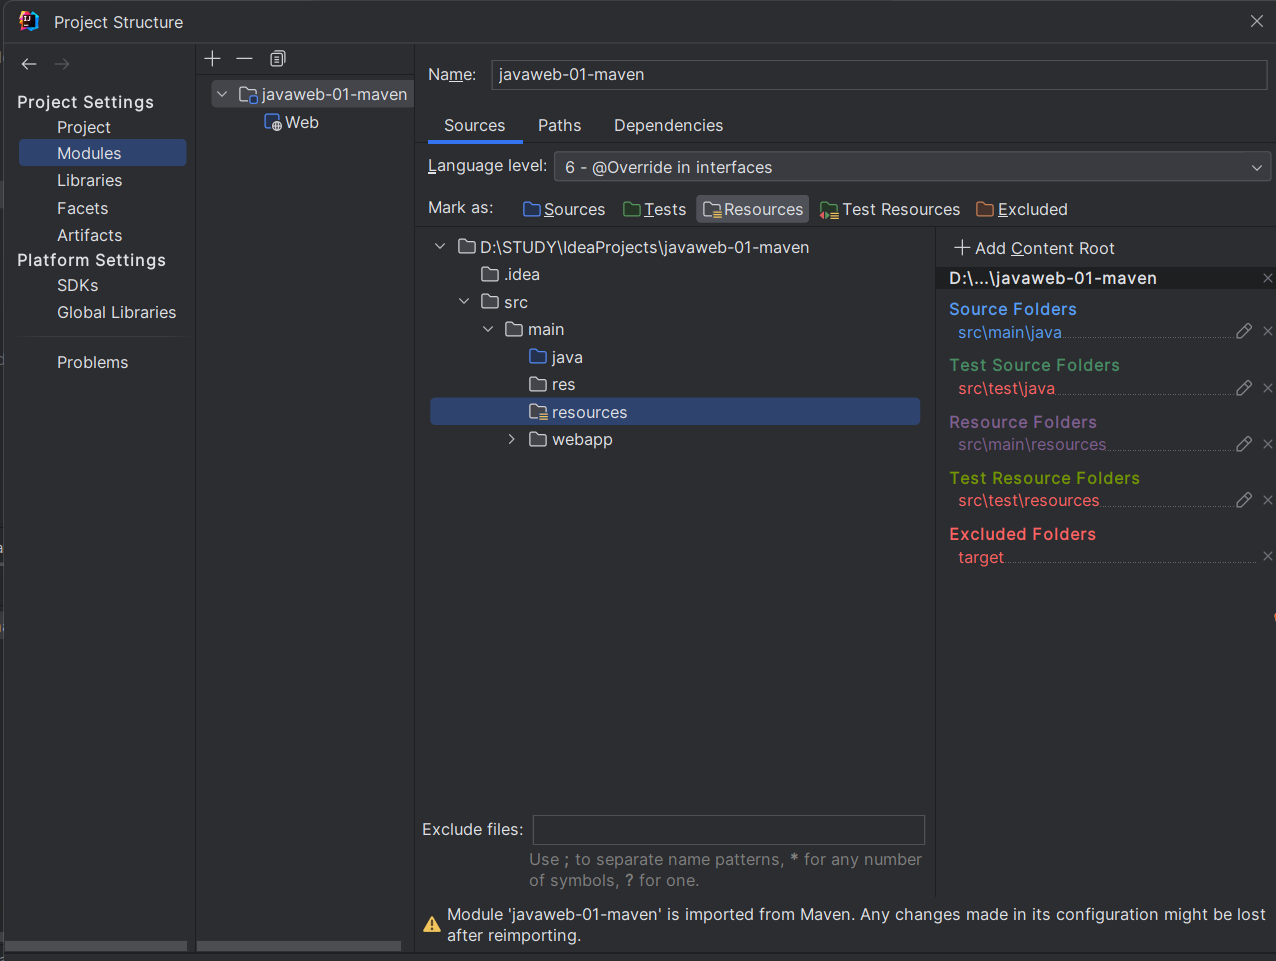 Project Structure
Project Settings
Project
Modules
Libraries
Facets
Artifacts
Platform Settings
SDKs
Global Libraries
Problems
javaweb-01-maven
Web
Name: javaweb-01-maven
Sources Paths Dependencies
Language level: 6 - @Override in interfaces
Mark as: Sources Tests Resources Test Resources Excluded
D:\STUDY\IdeaProjects\javaweb-01-maven
.idea
src
main
java
res
resources
webapp
Add Content Root
D:\...\javaweb-01-maven
Source Folders
src\main\java
Test Source Folders
src\test\java
Resource Folders
src\main\resources
Test Resource Folders
src\test\resources
Excluded Folders
target
Exclude files:
Use ; to separate name patterns, * for any number
of symbols, ? for one.
Module 'javaweb-01-maven' is imported from Maven. Any changes made in its configuration might be lost
after reimporting.